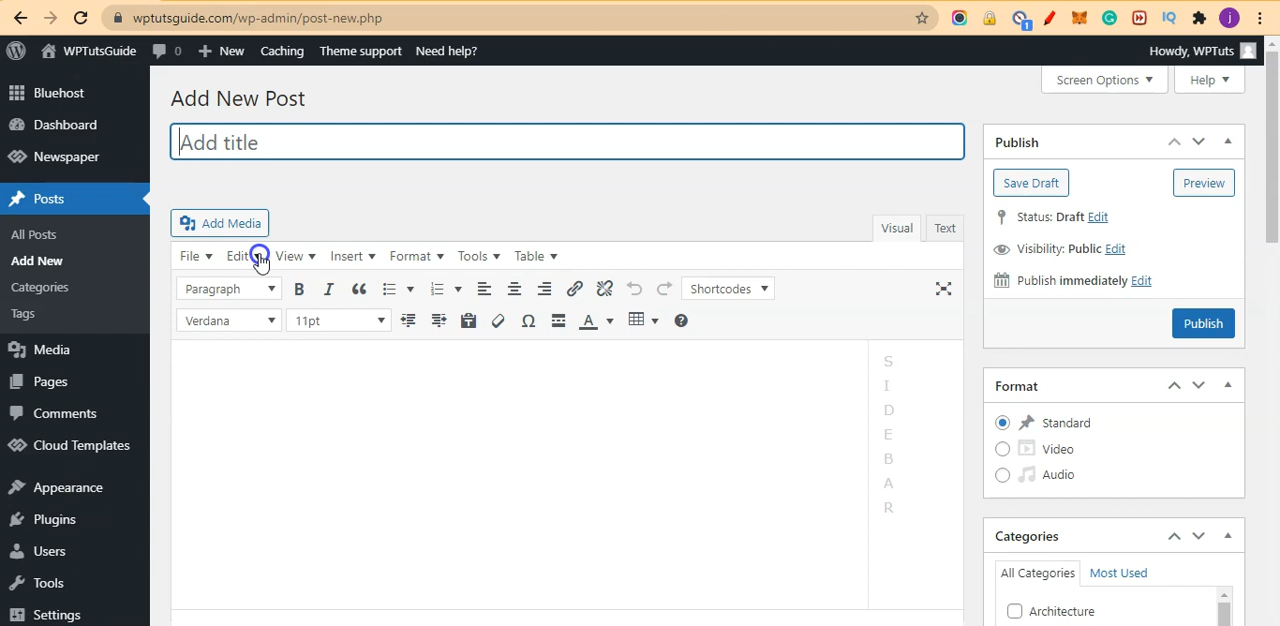 wptutsguide.com/wp-admin/post-new.php
1
IQ
j
WPTutsGuide 0 New Caching Theme support Need help? Howdy, WPTuts
Screen Options Help
Bluehost
Dashboard
Newspaper
Posts
All Posts
Add New
Categories
Tags
Media
Pages
Comments
Cloud Templates
Appearance
Plugins
Users
Tools
Settings
Add New Post
Add title
Add Media
Visual Text
File Edit View Insert Format Tools Table
Paragraph B I Shortcodes
Verdana 11pt Ω A
S
I
D
E
B
A
R
Publish
Save Draft Preview
Status: Draft Edit
Visibility: Public Edit
Publish immediately Edit
Publish
Format
Standard
Video
Audio
Categories
All Categories Most Used
Architecture